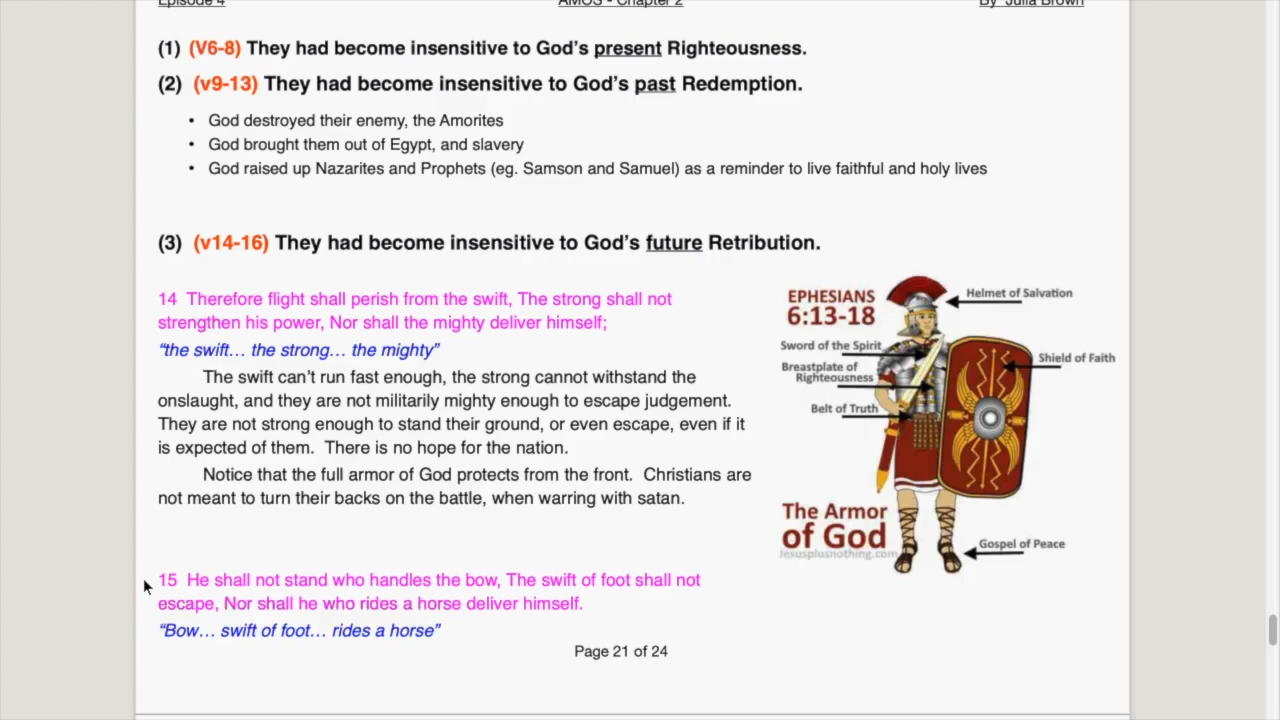 Episode 4 AMOS - Chapter 2 By Julia Brown
(1) (V6-8) They had become insensitive to God's present Righteousness.
(2) (v9-13) They had become insensitive to God's past Redemption.
• God destroyed their enemy, the Amorites
• God brought them out of Egypt, and slavery
• God raised up Nazarites and Prophets (eg. Samson and Samuel) as a reminder to live faithful and holy lives
(3) (v14-16) They had become insensitive to God's future Retribution.
14 Therefore flight shall perish from the swift, The strong shall not
strengthen his power, Nor shall the mighty deliver himself;
“the swift… the strong… the mighty”
The swift can't run fast enough, the strong cannot withstand the
onslaught, and they are not militarily mighty enough to escape judgement.
They are not strong enough to stand their ground, or even escape, even if it
is expected of them. There is no hope for the nation.
Notice that the full armor of God protects from the front. Christians are
not meant to turn their backs on the battle, when warring with satan.
EPHESIANS
6:13-18
Helmet of Salvation
Sword of the Spirit
Shield of Faith
Breastplate of
Righteousness
Belt of Truth
The Armor
of God
Jesusplusnothing.com
Gospel of Peace
15 He shall not stand who handles the bow, The swift of foot shall not
escape, Nor shall he who rides a horse deliver himself.
“Bow… swift of foot… rides a horse”
Page 21 of 24